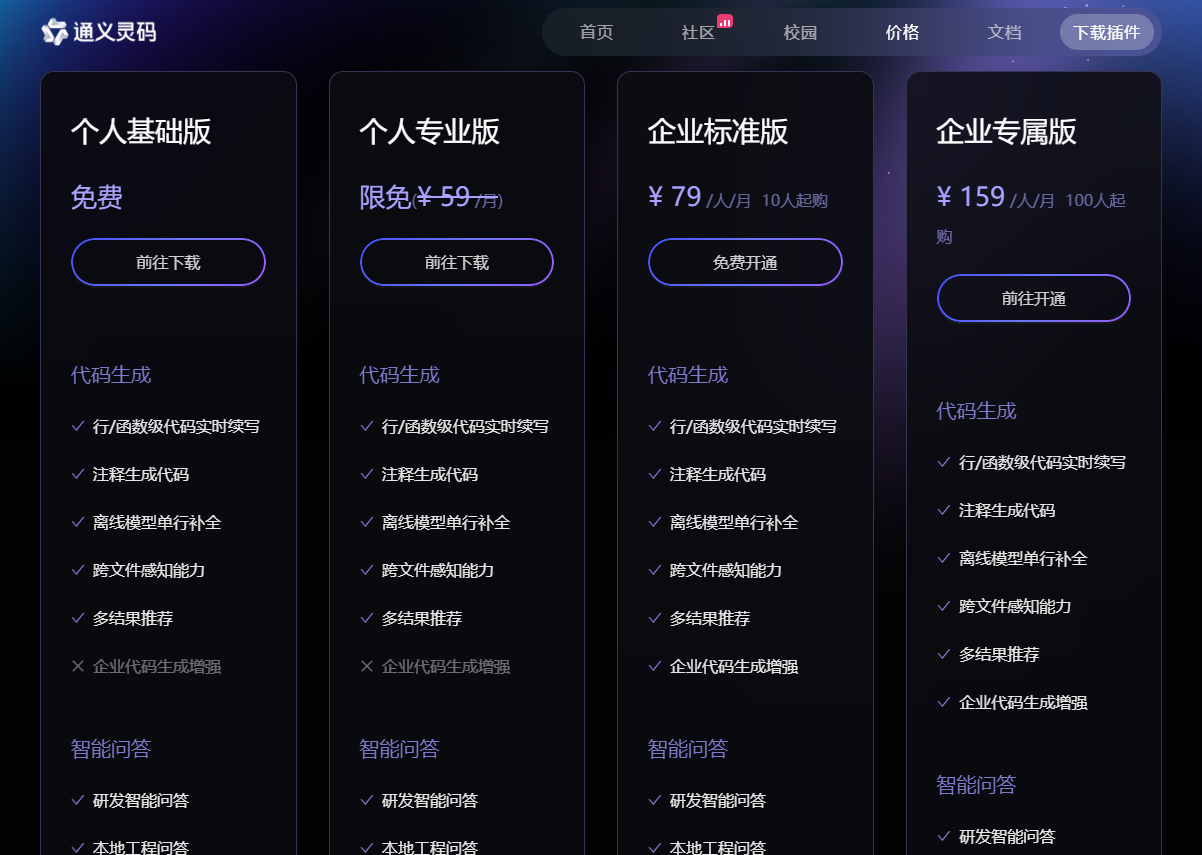 通义灵码
首页
社区
校园
价格
文档
下载插件
个人基础版
免费
前往下载
代码生成
行/函数级代码实时续写
注释生成代码
离线模型单行补全
跨文件感知能力
多结果推荐
企业代码生成增强
智能问答
研发智能问答
本地工程问答
个人专业版
限免(¥ 59 /月)
前往下载
代码生成
行/函数级代码实时续写
注释生成代码
离线模型单行补全
跨文件感知能力
多结果推荐
企业代码生成增强
智能问答
研发智能问答
本地工程问答
企业标准版
¥ 79 /人/月 10人起购
免费开通
代码生成
行/函数级代码实时续写
注释生成代码
离线模型单行补全
跨文件感知能力
多结果推荐
企业代码生成增强
智能问答
研发智能问答
本地工程问答
企业专属版
¥ 159 /人/月 100人起
购
前往开通
代码生成
行/函数级代码实时续写
注释生成代码
离线模型单行补全
跨文件感知能力
多结果推荐
企业代码生成增强
智能问答
研发智能问答